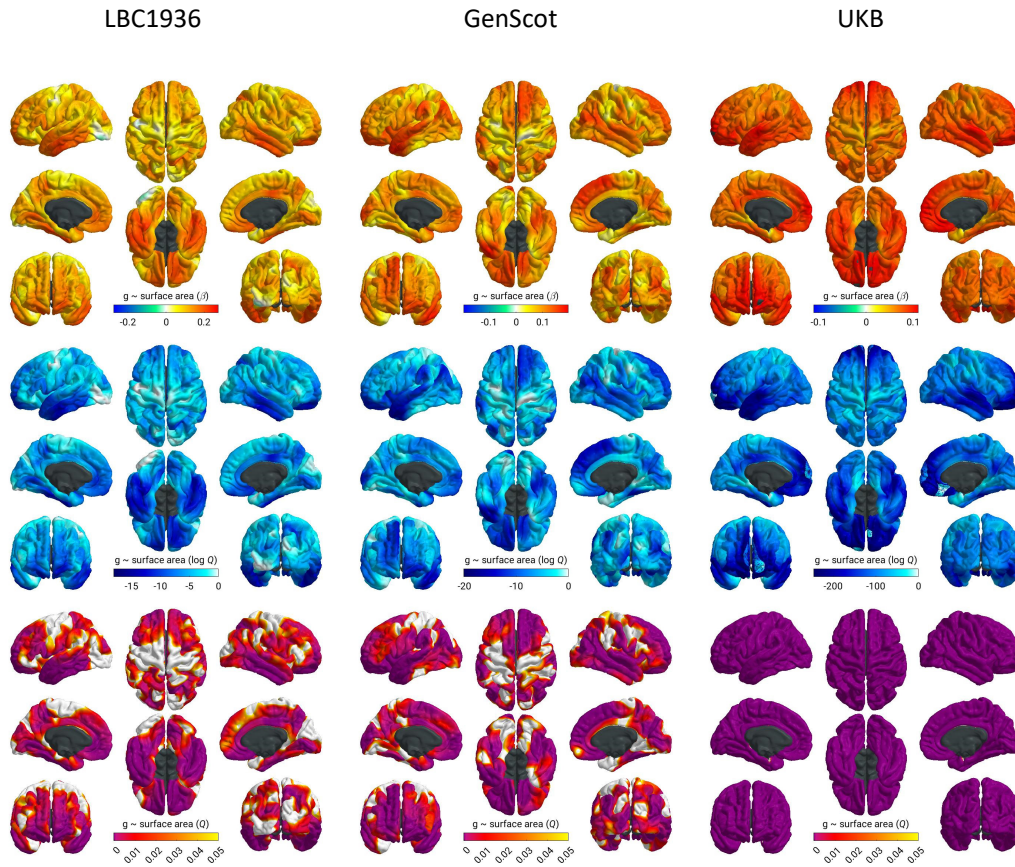 LBC1936 GenScot UKB
g ~ surface area (β) g ~ surface area (β) g ~ surface area (β)
-0.2 0 0.2 -0.1 0 0.1 -0.1 0 0.1
g ~ surface area (log Q) g ~ surface area (log Q) g ~ surface area (log Q)
-15 -10 -5 0 -20 -10 0 -200 -100 0
g ~ surface area (Q) g ~ surface area (Q) g ~ surface area (Q)
0 0.01 0.02 0.03 0.04 0.05 0 0.01 0.02 0.03 0.04 0.05 0 0.01 0.02 0.03 0.04 0.05